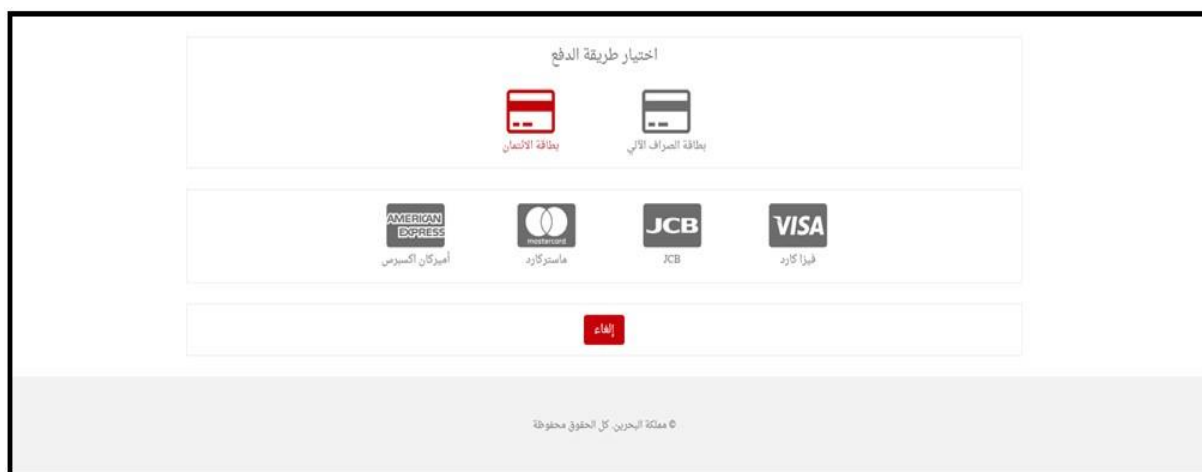 اختيار طريقة الدفع
بطاقة الصراف الآلي
بطاقة الائتمان
VISA
JCB
mastercard
AMERICAN
EXPRESS
فيزا كارد
JCB
ماستركارد
أميركان اكسبرس
إلغاء
© مملكة البحرين. كل الحقوق محفوظة